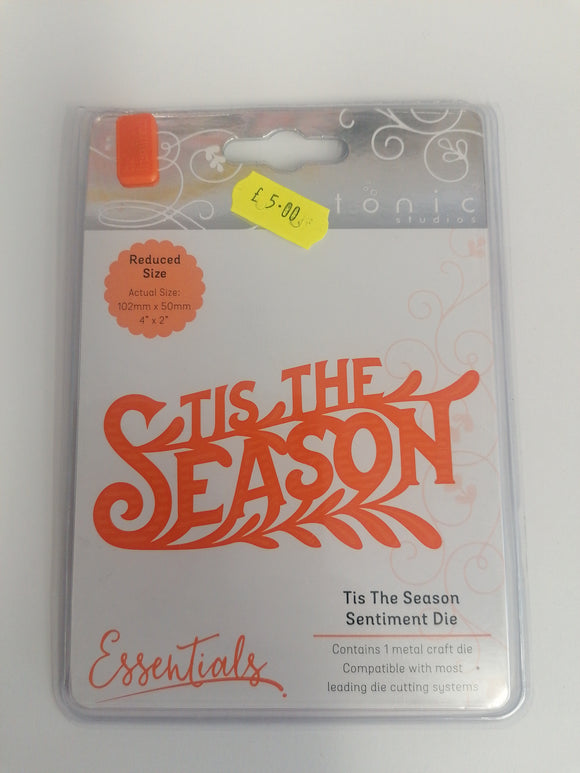 £ 5.00
tonic
studios
Reduced
Size
Actual Size:
102mm x 50mm
4" x 2"
TIS THE
SEASON
Tis The Season
Sentiment Die
Contains 1 metal craft die
Compatible with most
leading die cutting systems
Essentials